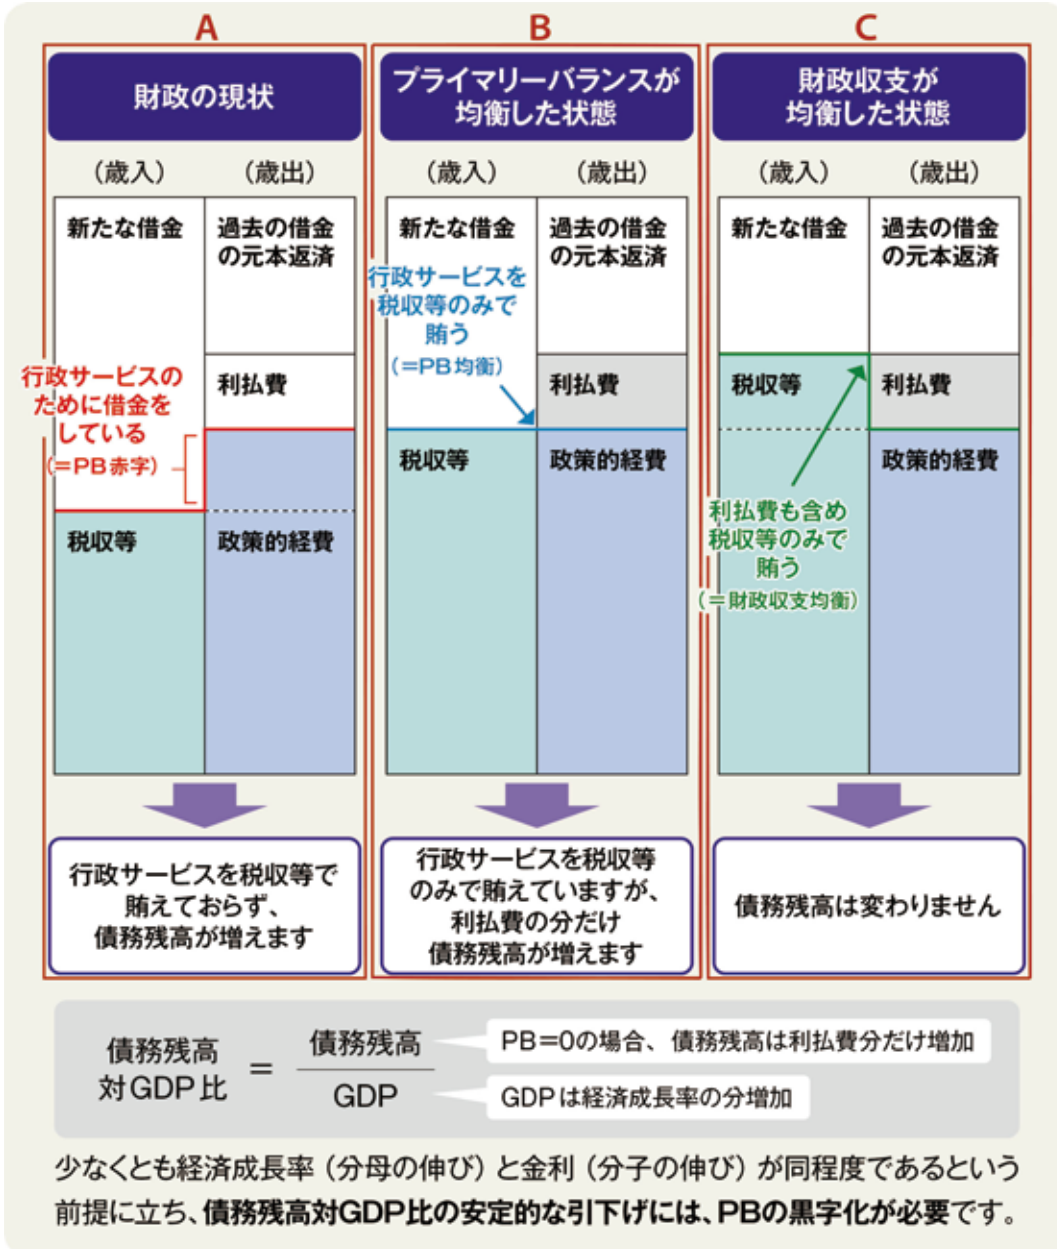 A
財政の現状
（歳入）
（歳出）
新たな借金
過去の借金
の元本返済
利払費
行政サービスの
ために借金を
している
（＝PB赤字）
税収等
政策的経費
行政サービスを税収等で
賄えておらず、
債務残高が増えます
B
プライマリーバランスが
均衡した状態
（歳入）
（歳出）
新たな借金
過去の借金
の元本返済
行政サービスを
税収等のみで
賄う
（＝PB均衡）
利払費
税収等
政策的経費
行政サービスを税収等
のみで賄えていますが、
利払費の分だけ
債務残高が増えます
C
財政収支が
均衡した状態
（歳入）
（歳出）
新たな借金
過去の借金
の元本返済
税収等
利払費
政策的経費
利払費も含め
税収等のみで
賄う
（＝財政収支均衡）
債務残高は変わりません
債務残高
対GDP比
＝
債務残高
GDP
PB＝0の場合、債務残高は利払費分だけ増加
GDPは経済成長率の分増加
少なくとも経済成長率（分母の伸び）と金利（分子の伸び）が同程度であるという
前提に立ち、債務残高対GDP比の安定的な引下げには、PBの黒字化が必要です。